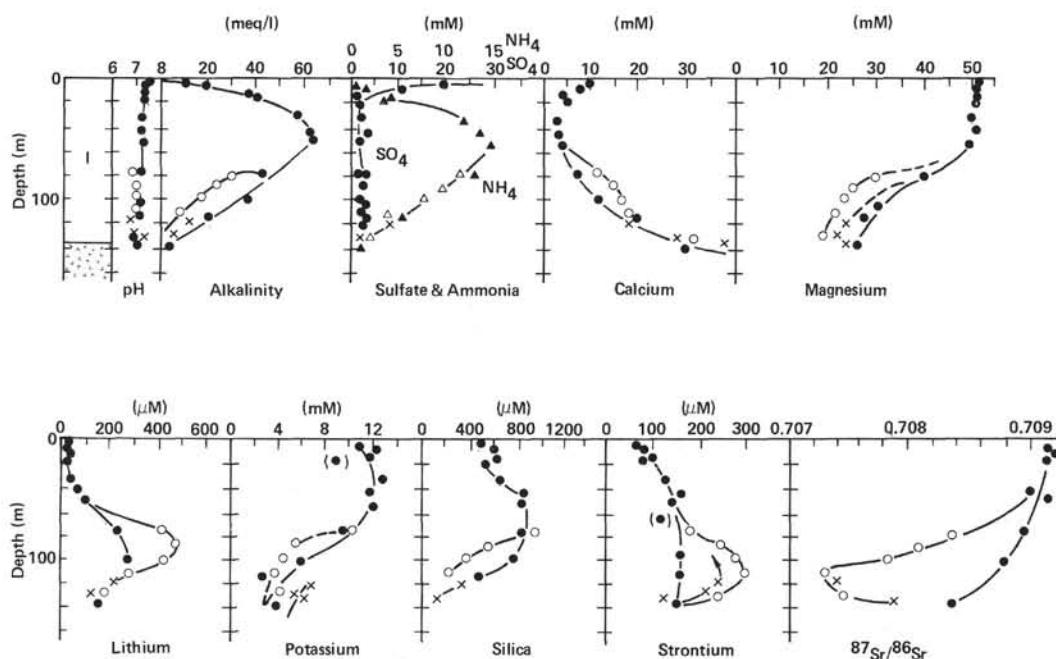 (meq/l) (mM) (mM) (mM)
0 5 10 15 NH4
6 7 8 20 40 60 0 10 20 30 SO4 0 10 20 30 0 10 20 30 40 50
0
100
Depth (m)
I
SO4
NH4
pH Alkalinity Sulfate & Ammonia Calcium Magnesium
(μM) (mM) (μM) (μM)
0 200 400 600 0 4 8 12 400 800 1200 0 100 200 300 0.707 0.708 0.709
0
100
Depth (m)
Lithium Potassium Silica Strontium 87Sr/86Sr